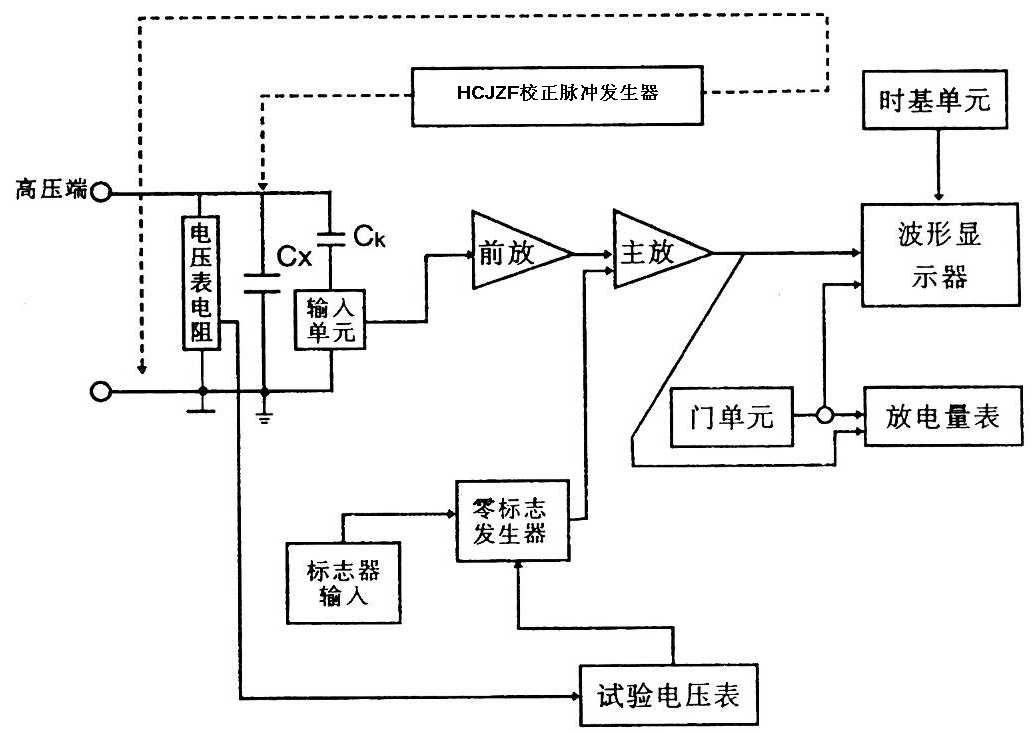 HCJZF校正脉冲发生器
时基单元
高压端
电压表电阻
Cx
Ck
输入
单元
前放
主放
波形显
示器
门单元
放电量表
零标志
发生器
标志器
输入
试验电压表